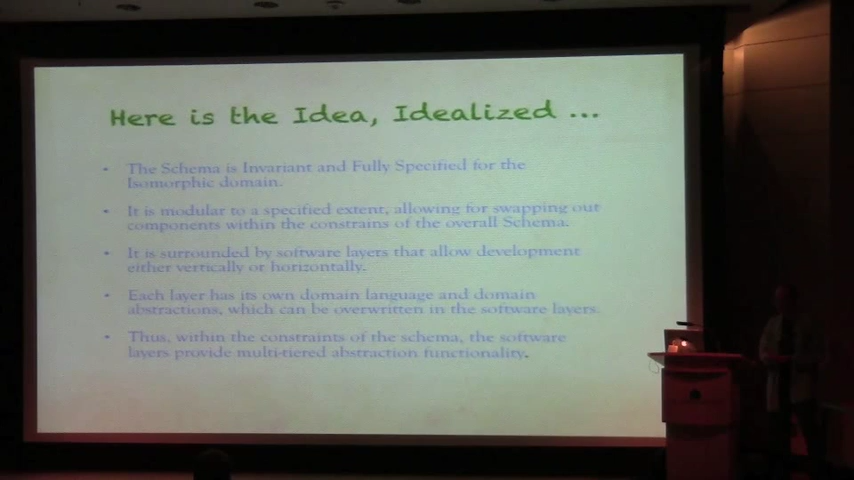 Here is the Idea, Idealized ...
• The Schema is Invariant and Fully Specified for the
Isomorphic domain.
• It is modular to a specified extent, allowing for swapping out
components within the constrains of the overall Schema.
• It is surrounded by software layers that allow development
either vertically or horizontally.
• Each layer has its own domain language and domain
abstractions, which can be overwritten in the software layers.
• Thus, within the constraints of the schema, the software
layers provide multi-tiered abstraction functionality.